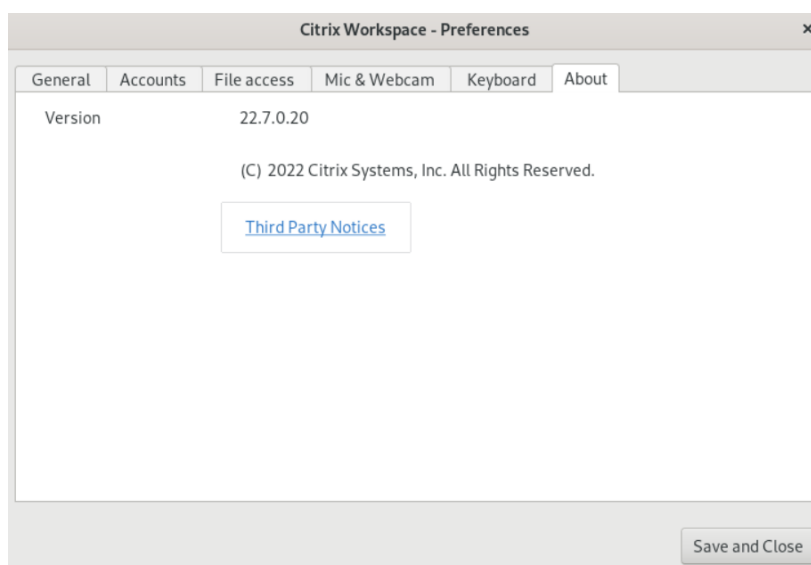 Citrix Workspace - Preferences ×
General Accounts File access Mic & Webcam Keyboard About
Version 22.7.0.20
(C) 2022 Citrix Systems, Inc. All Rights Reserved.
Third Party Notices
Save and Close